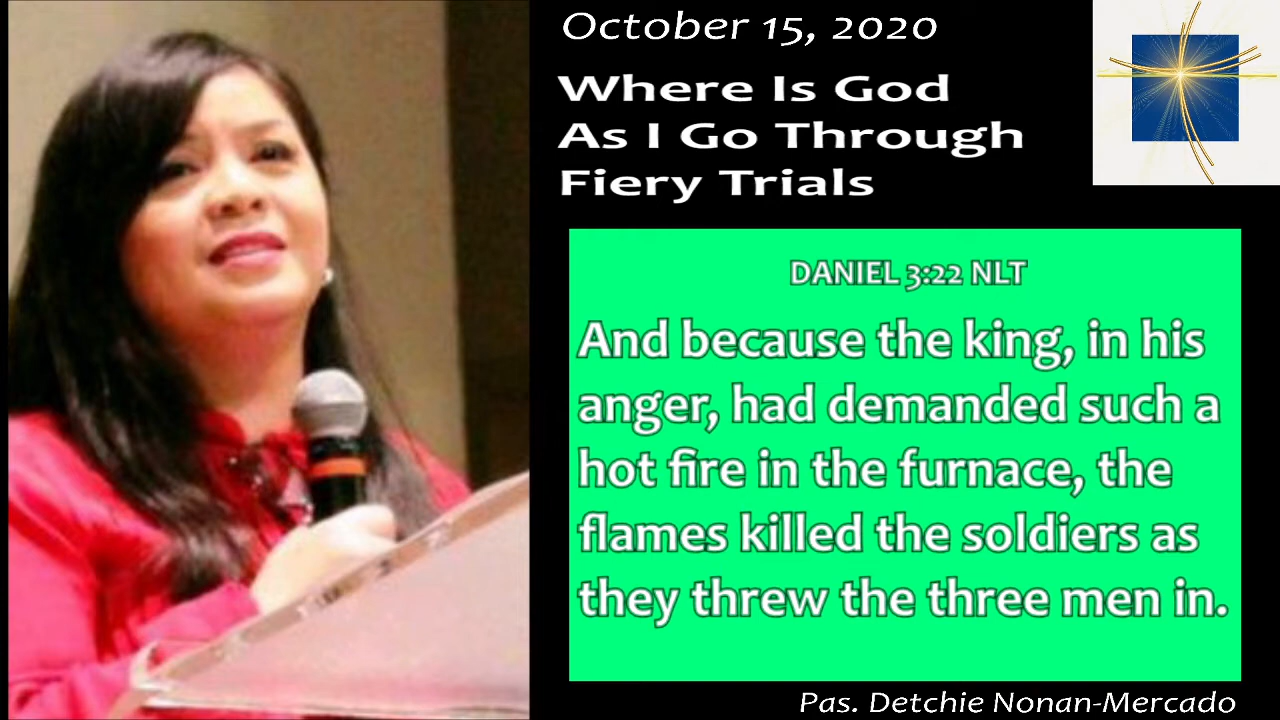 October 15, 2020
Where Is God
As I Go Through
Fiery Trials
DANIEL 3:22 NLT
And because the king, in his
anger, had demanded such a
hot fire in the furnace, the
flames killed the soldiers as
they threw the three men in.
Pas. Detchie Nonan-Mercado